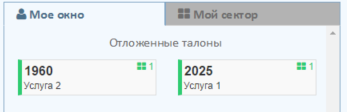 Мое окно Мой сектор
Отложенные талоны
1960 1 2025 1
Услуга 2 Услуга 1